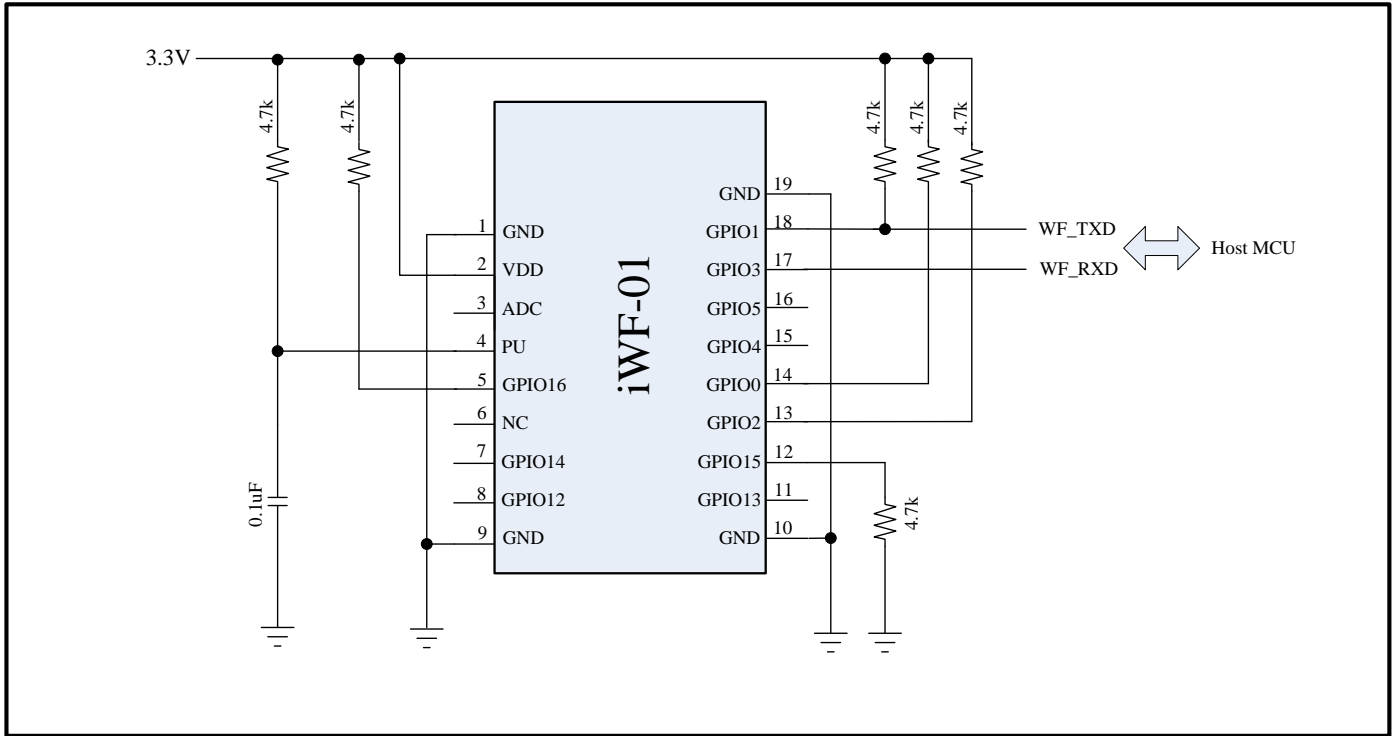 3.3V
4.7k
4.7k
4.7k
4.7k
4.7k
iWF-01
1 GND
2 VDD
3 ADC
4 PU
5 GPIO16
6 NC
7 GPIO14
8 GPIO12
9 GND
GND 19
GPIO1 18
GPIO3 17
GPIO5 16
GPIO4 15
GPIO0 14
GPIO2 13
GPIO15 12
GPIO13 11
GND 10
WF_TXD
WF_RXD
Host MCU
0.1uF
4.7k